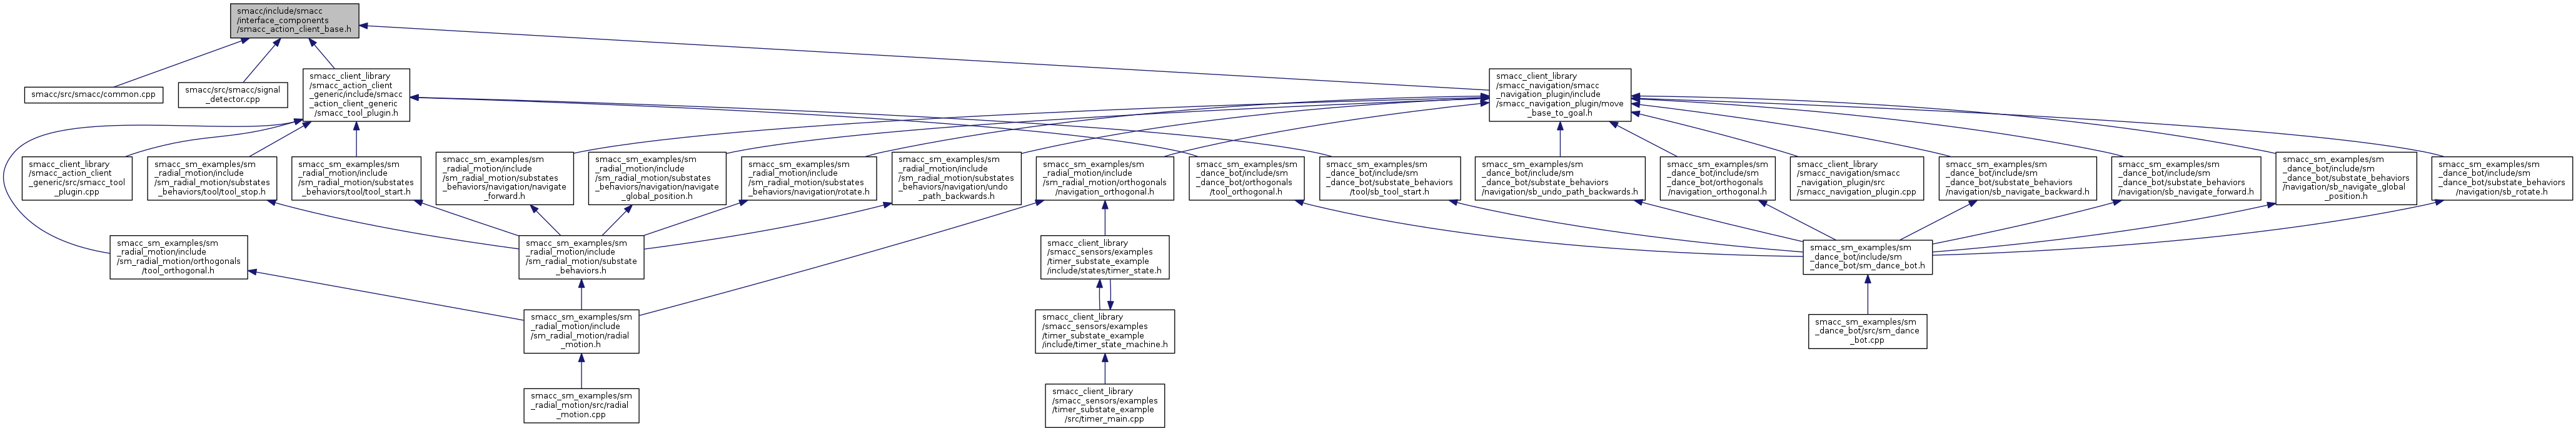 smacc/include/smacc
/interface_components
/smacc_action_client_base.h
smacc/src/smacc/common.cpp
smacc/src/smacc/signal
_detector.cpp
smacc_client_library
/smacc_action_client
_generic/include/smacc
_action_client_generic
/smacc_tool_plugin.h
smacc_client_library
/smacc_navigation/smacc
_navigation_plugin/include
/smacc_navigation_plugin/move
_base_to_goal.h
smacc_client_library
/smacc_action_client
_generic/src/smacc_tool
_plugin.cpp
smacc_sm_examples/sm
_radial_motion/include
/sm_radial_motion/substates
_behaviors/tool/tool_stop.h
smacc_sm_examples/sm
_radial_motion/include
/sm_radial_motion/substates
_behaviors/tool/tool_start.h
smacc_sm_examples/sm
_radial_motion/include
/sm_radial_motion/substates
_behaviors/navigation/navigate
_forward.h
smacc_sm_examples/sm
_radial_motion/include
/sm_radial_motion/substates
_behaviors/navigation/navigate
_global_position.h
smacc_sm_examples/sm
_radial_motion/include
/sm_radial_motion/substates
_behaviors/navigation/rotate.h
smacc_sm_examples/sm
_radial_motion/include
/sm_radial_motion/substates
_behaviors/navigation/undo
_path_backwards.h
smacc_sm_examples/sm
_radial_motion/include
/sm_radial_motion/orthogonals
/navigation_orthogonal.h
smacc_sm_examples/sm
_dance_bot/include/sm
_dance_bot/orthogonals
/tool_orthogonal.h
smacc_sm_examples/sm
_dance_bot/include/sm
_dance_bot/substate_behaviors
/tool/sb_tool_start.h
smacc_sm_examples/sm
_dance_bot/include/sm
_dance_bot/substate_behaviors
/navigation/sb_undo_path_backwards.h
smacc_sm_examples/sm
_dance_bot/include/sm
_dance_bot/orthogonals
/navigation_orthogonal.h
smacc_client_library
/smacc_navigation/smacc
_navigation_plugin/src
/smacc_navigation_plugin.cpp
smacc_sm_examples/sm
_dance_bot/include/sm
_dance_bot/substate_behaviors
/navigation/sb_navigate_backward.h
smacc_sm_examples/sm
_dance_bot/include/sm
_dance_bot/substate_behaviors
/navigation/sb_navigate_forward.h
smacc_sm_examples/sm
_dance_bot/include/sm
_dance_bot/substate_behaviors
/navigation/sb_navigate_global
_position.h
smacc_sm_examples/sm
_dance_bot/include/sm
_dance_bot/substate_behaviors
/navigation/sb_rotate.h
smacc_sm_examples/sm
_radial_motion/include
/sm_radial_motion/orthogonals
/tool_orthogonal.h
smacc_sm_examples/sm
_radial_motion/include
/sm_radial_motion/substate
_behaviors.h
smacc_client_library
/smacc_sensors/examples
/timer_substate_example
/include/states/timer_state.h
smacc_sm_examples/sm
_dance_bot/include/sm
_dance_bot/sm_dance_bot.h
smacc_sm_examples/sm
_radial_motion/include
/sm_radial_motion/radial
_motion.h
smacc_client_library
/smacc_sensors/examples
/timer_substate_example
/include/timer_state_machine.h
smacc_sm_examples/sm
_dance_bot/src/sm_dance
_bot.cpp
smacc_sm_examples/sm
_radial_motion/src/radial
_motion.cpp
smacc_client_library
/smacc_sensors/examples
/timer_substate_example
/src/timer_main.cpp